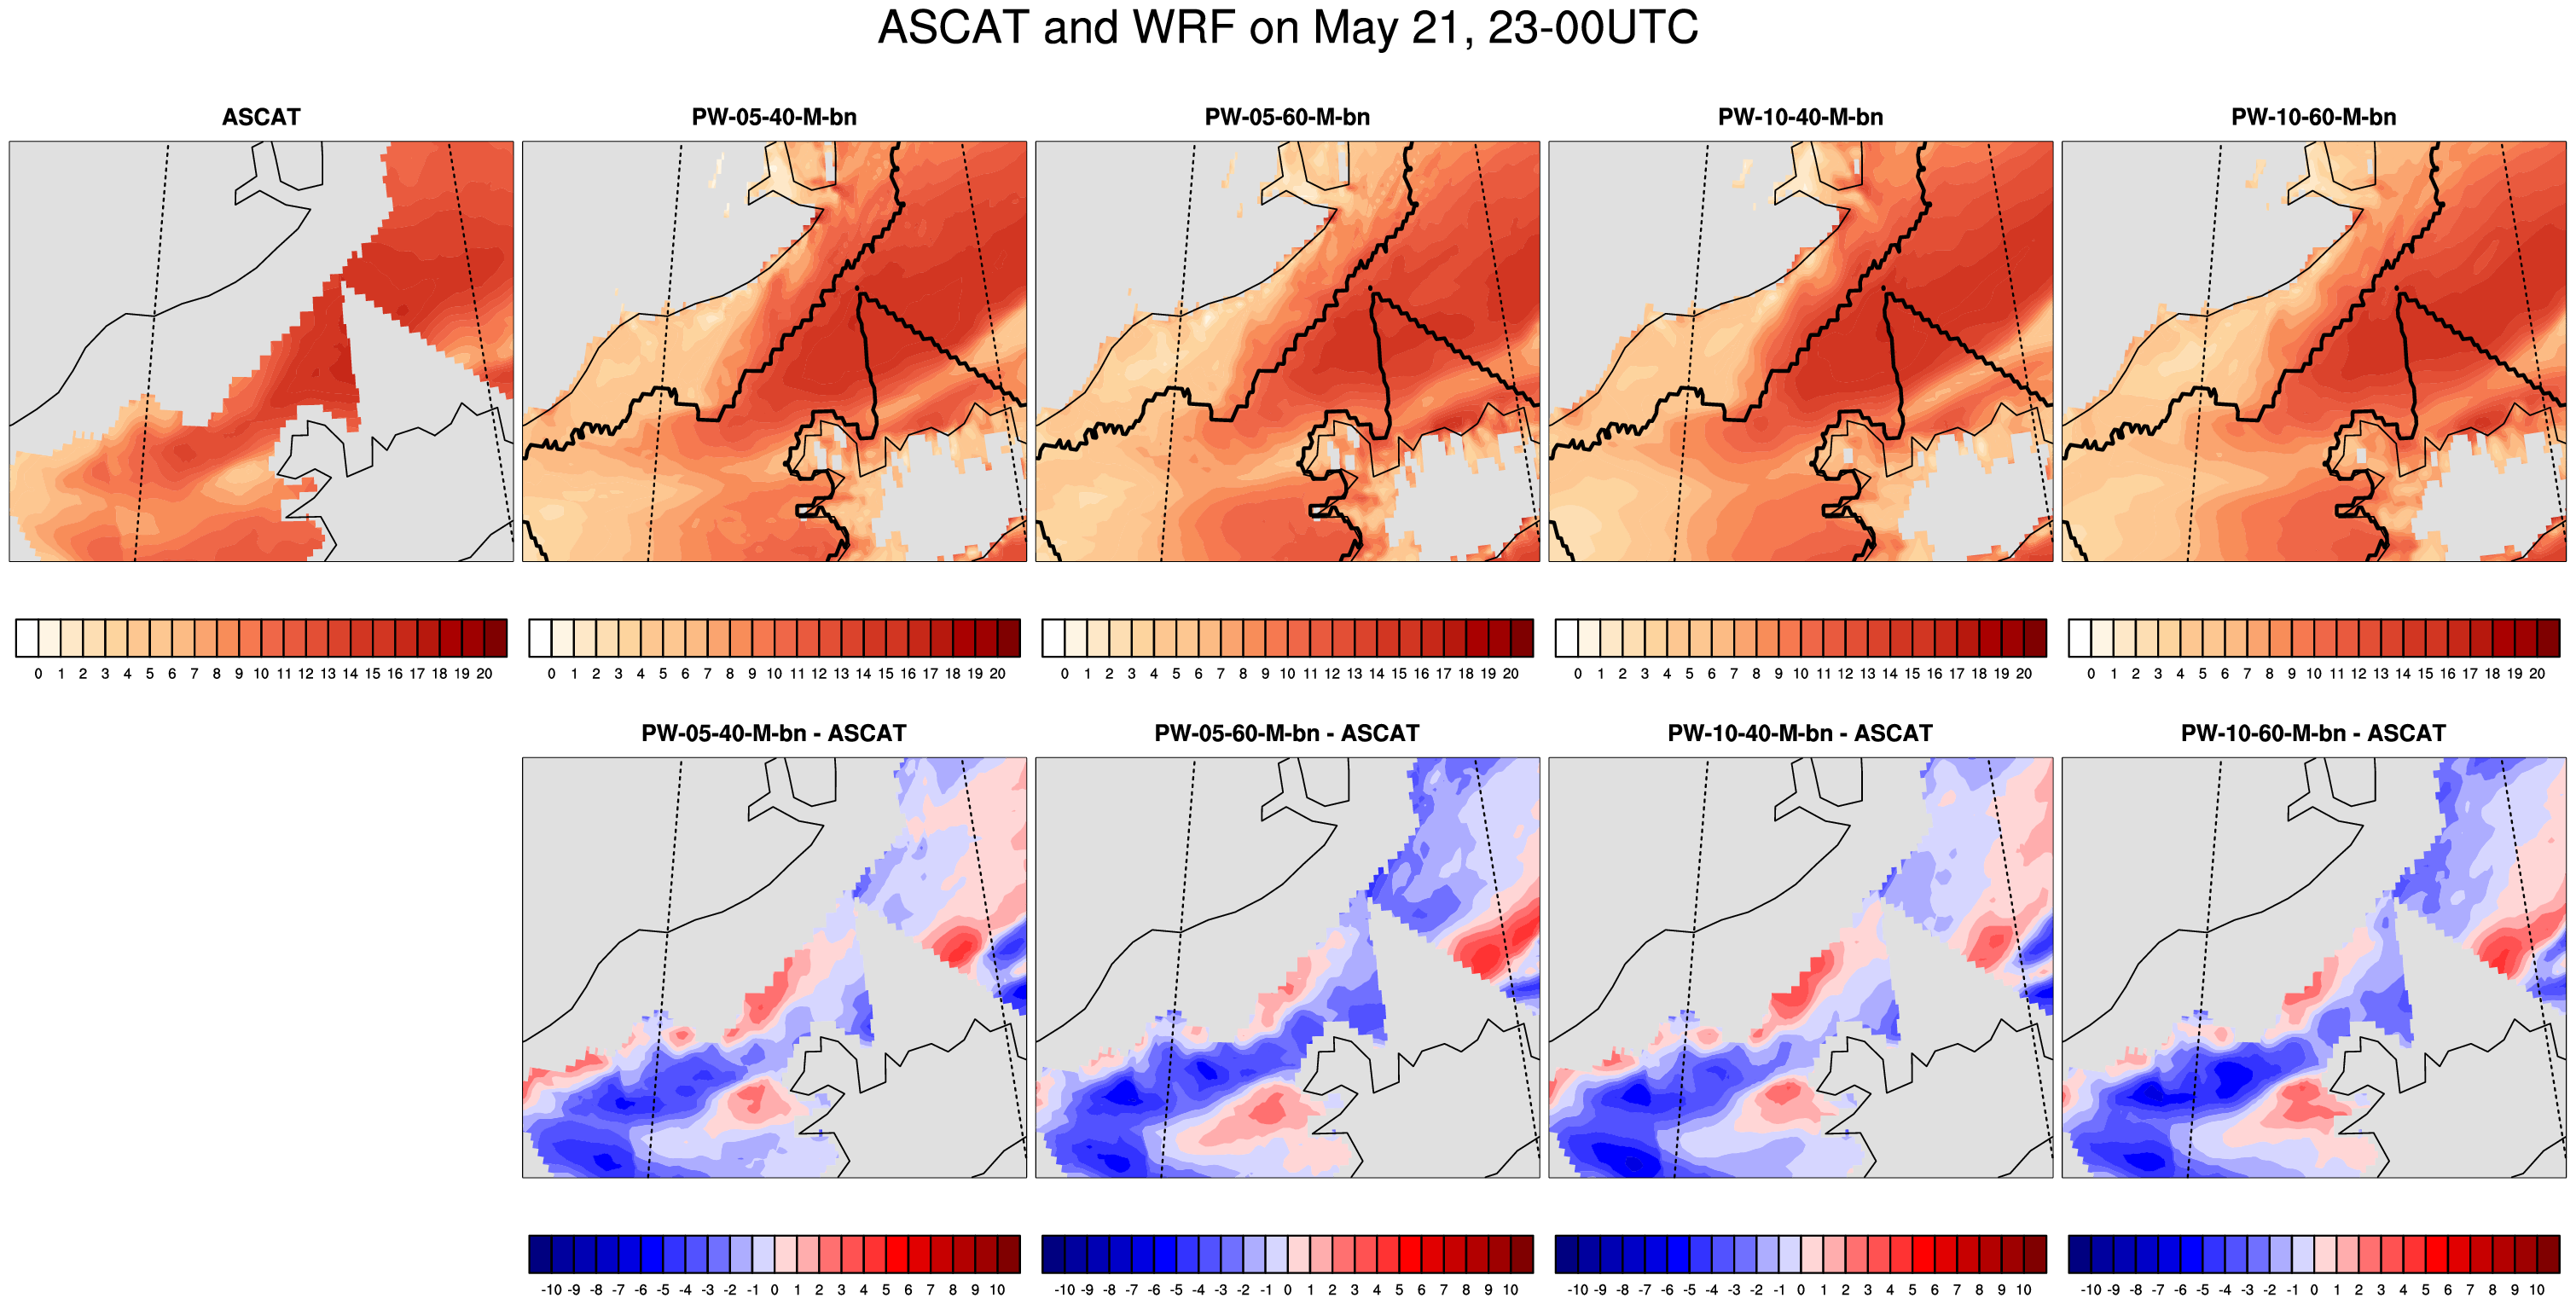 ASCAT and WRF on May 21, 23-00UTC
ASCAT
PW-05-40-M-bn
PW-05-60-M-bn
PW-10-40-M-bn
PW-10-60-M-bn
0 1 2 3 4 5 6 7 8 9 10 11 12 13 14 15 16 17 18 19 20
0 1 2 3 4 5 6 7 8 9 10 11 12 13 14 15 16 17 18 19 20
0 1 2 3 4 5 6 7 8 9 10 11 12 13 14 15 16 17 18 19 20
0 1 2 3 4 5 6 7 8 9 10 11 12 13 14 15 16 17 18 19 20
0 1 2 3 4 5 6 7 8 9 10 11 12 13 14 15 16 17 18 19 20
PW-05-40-M-bn - ASCAT
PW-05-60-M-bn - ASCAT
PW-10-40-M-bn - ASCAT
PW-10-60-M-bn - ASCAT
-10 -9 -8 -7 -6 -5 -4 -3 -2 -1 0 1 2 3 4 5 6 7 8 9 10
-10 -9 -8 -7 -6 -5 -4 -3 -2 -1 0 1 2 3 4 5 6 7 8 9 10
-10 -9 -8 -7 -6 -5 -4 -3 -2 -1 0 1 2 3 4 5 6 7 8 9 10
-10 -9 -8 -7 -6 -5 -4 -3 -2 -1 0 1 2 3 4 5 6 7 8 9 10